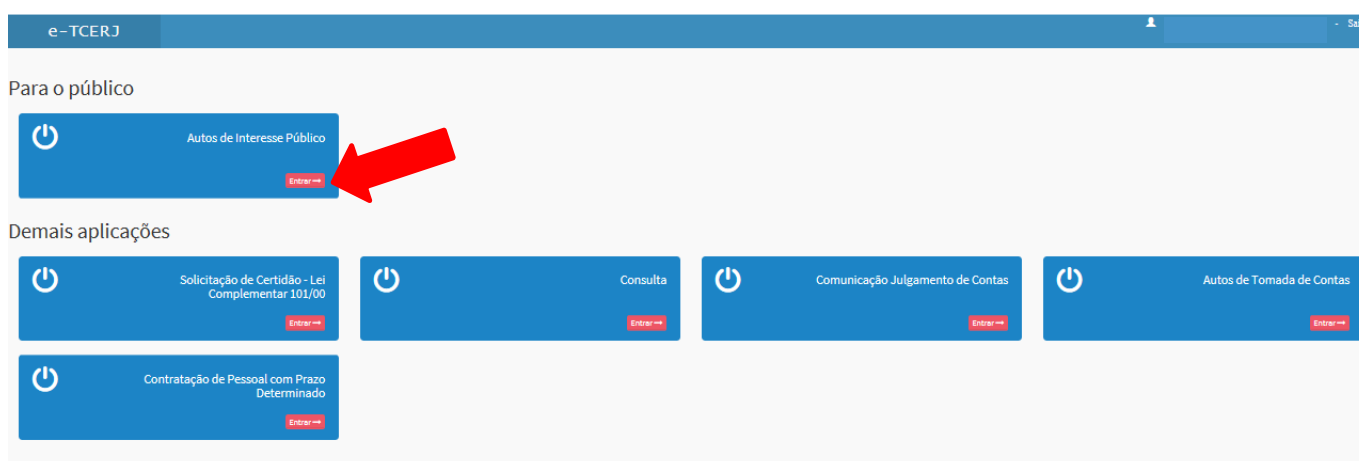 e-TCERJ
- Sai
Para o público
Autos de Interesse Público
Entrar
Demais aplicações
Solicitação de Certidão - Lei
Complementar 101/00
Entrar
Consulta
Entrar
Comunicação Julgamento de Contas
Entrar
Autos de Tomada de Contas
Entrar
Contratação de Pessoal com Prazo
Determinado
Entrar